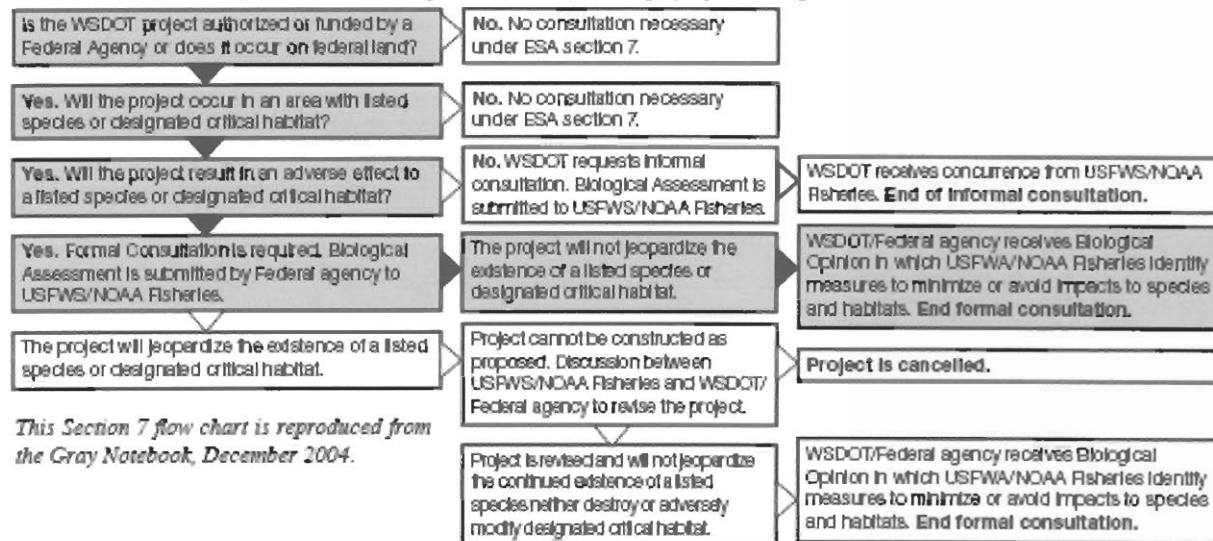 Is the WSDOT project authorized or funded by a
Federal Agency or does it occur on federal land?
No. No consultation necessary
under ESA section 7.
Yes. Will the project occur in an area with listed
species or designated critical habitat?
No. No consultation necessary
under ESA section 7.
Yes. Will the project result in an adverse effect to
a listed species or designated critical habitat?
No. WSDOT requests informal
consultation. Biological Assessment is
submitted to USFWS/NOAA Fisheries.
WSDOT receives concurrence from USFWS/NOAA
Fisheries. End of informal consultation.
Yes. Formal Consultation is required. Biological
Assessment is submitted by Federal agency to
USFWS/NOAA Fisheries.
The project will not jeopardize the
existence of a listed species or
designated critical habitat.
WSDOT/Federal agency receives Biological
Opinion in which USFWA/NOAA Fisheries identify
measures to minimize or avoid impacts to species
and habitats. End formal consultation.
The project will jeopardize the existence of a listed
species or designated critical habitat.
Project cannot be constructed as
proposed. Discussion between
USFWS/NOAA Fisheries and WSDOT/
Federal agency to revise the project.
Project is cancelled.
This Section 7 flow chart is reproduced from
the Gray Notebook, December 2004.
Project is revised and will not jeopardize
the continued existence of a listed
species neither destroy or adversely
modify designated critical habitat.
WSDOT/Federal agency receives Biological
Opinion in which USFWA/NOAA Fisheries identify
measures to minimize or avoid impacts to species
and habitats. End formal consultation.